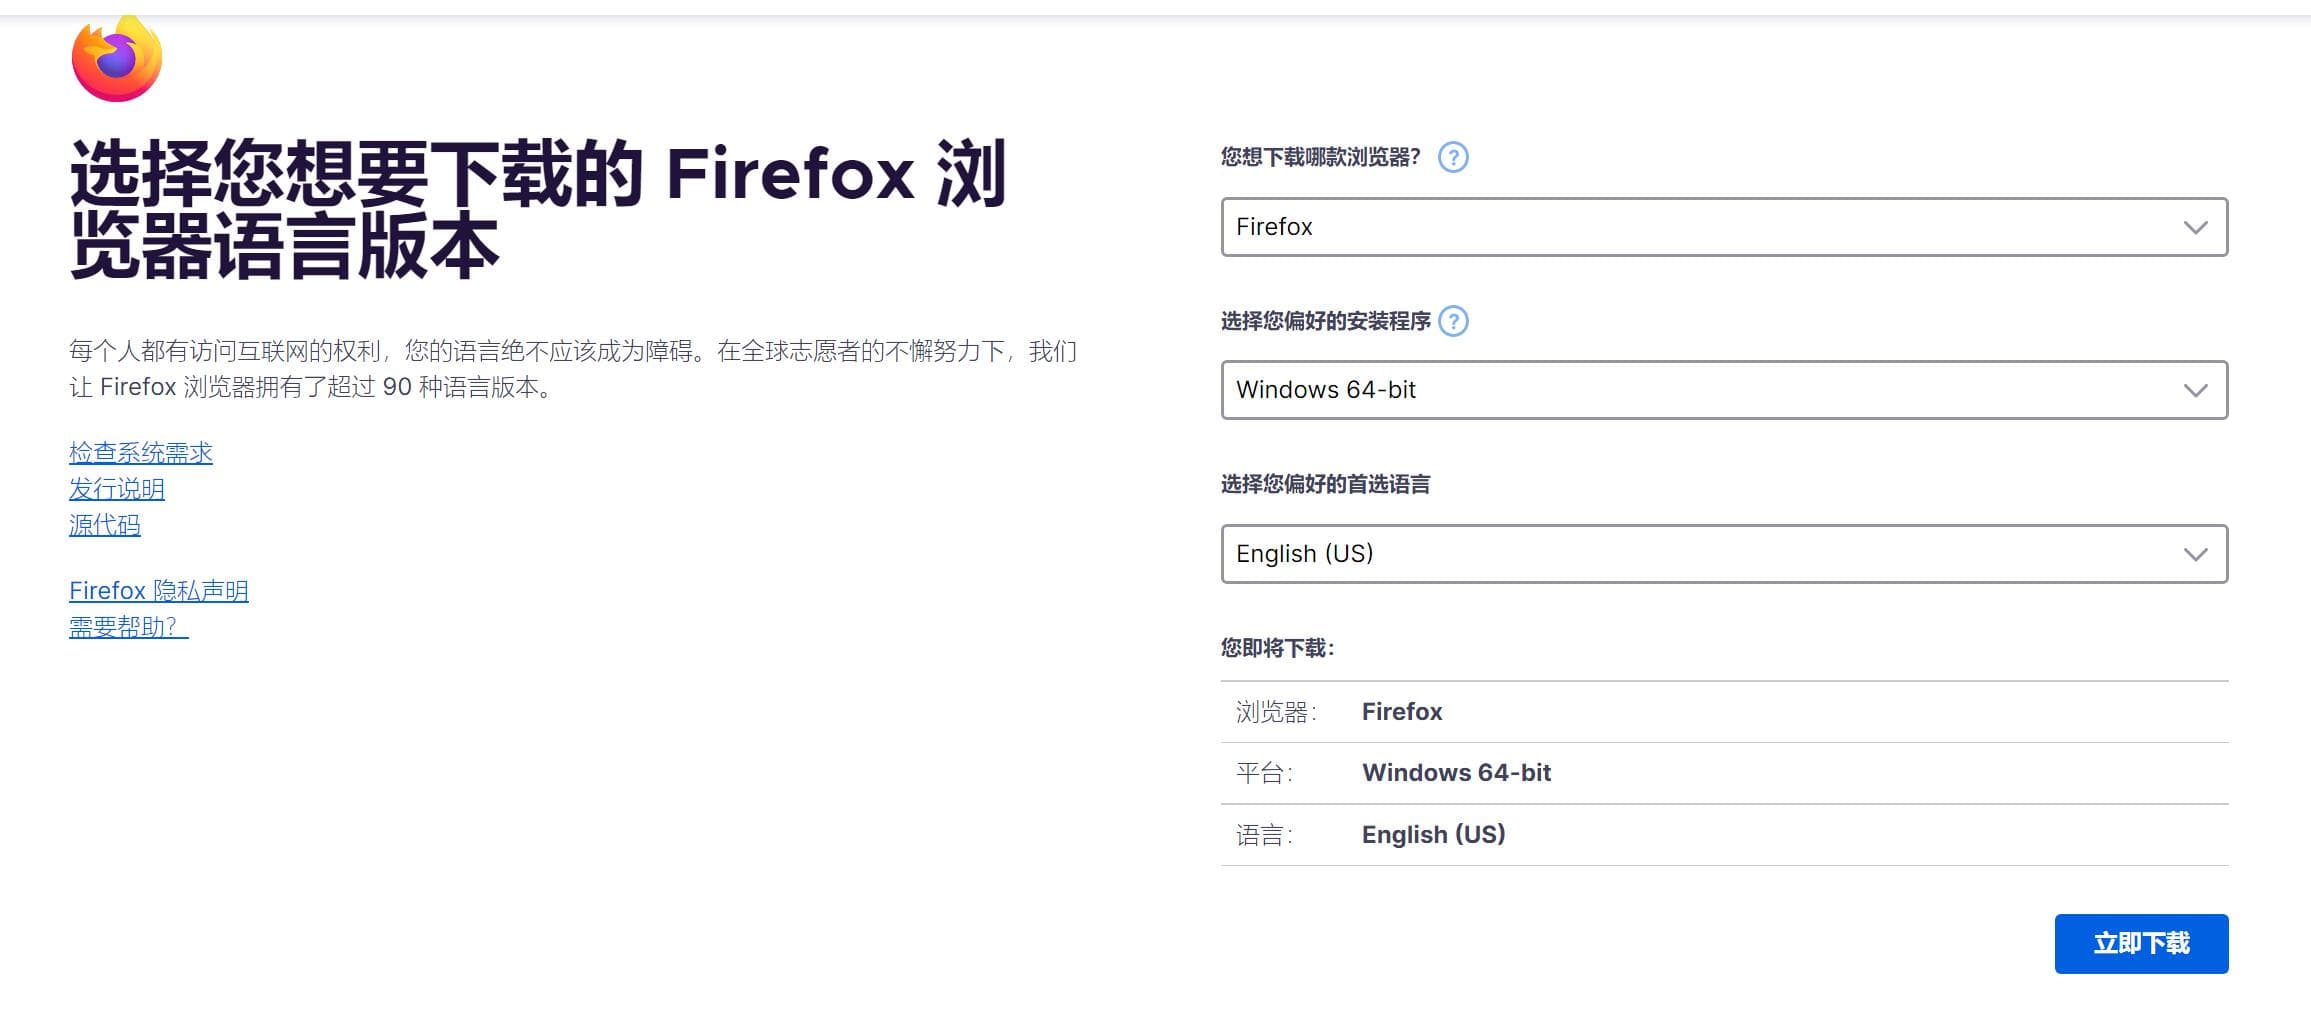 选择您想要下载的 Firefox 浏
览器语言版本
每个人都有访问互联网的权利，您的语言绝不应该成为障碍。在全球志愿者的不懈努力下，我们
让 Firefox 浏览器拥有了超过 90 种语言版本。
检查系统需求
发行说明
源代码
Firefox 隐私声明
需要帮助？
您想下载哪款浏览器？ ?
Firefox
选择您偏好的安装程序 ?
Windows 64-bit
选择您偏好的首选语言
English (US)
您即将下载：
浏览器： Firefox
平台： Windows 64-bit
语言： English (US)
立即下载